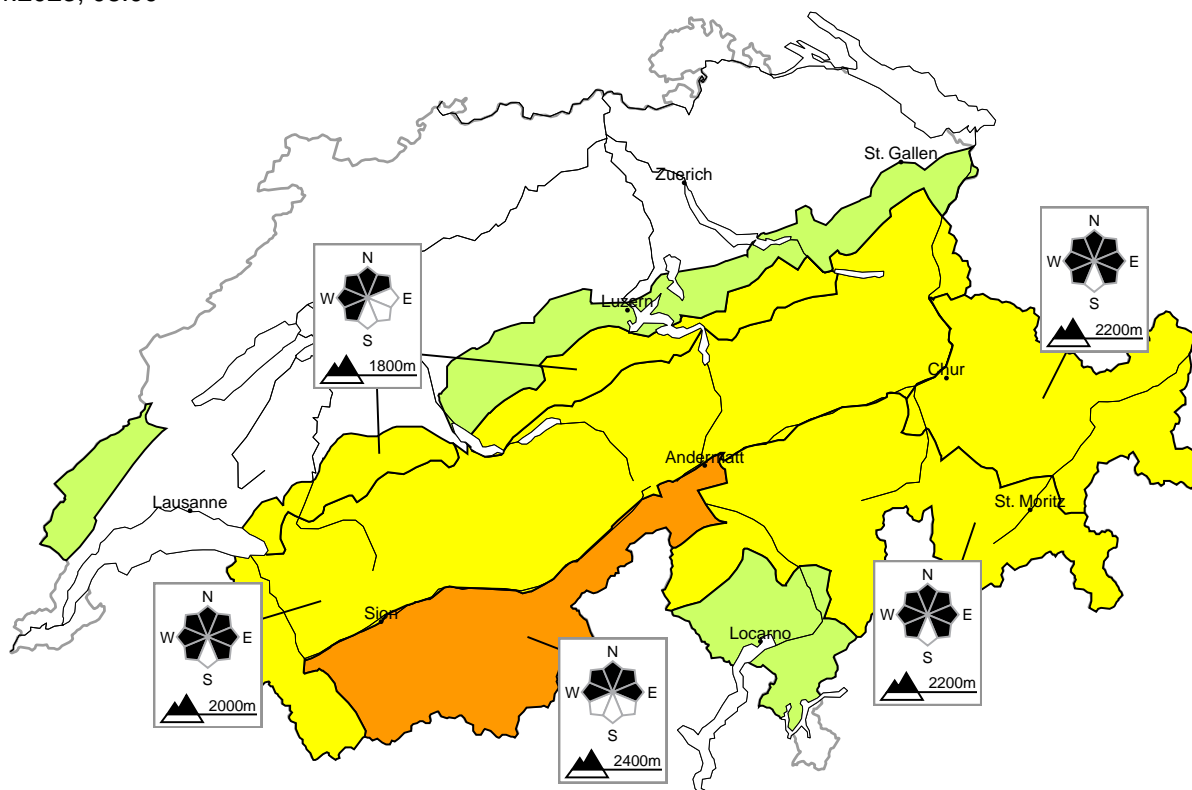 St. Gallen
Zuerich
N
W E
S
2200m
N
W E
S
1800m
Luzern
Chur
Andermatt
Lausanne
St. Moritz
N
W E
S
2200m
N
W E
S
2000m
Sion
Locarno
N
W E
S
2400m